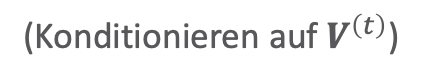 (Konditionieren auf 𝑽⁽ᵗ⁾)